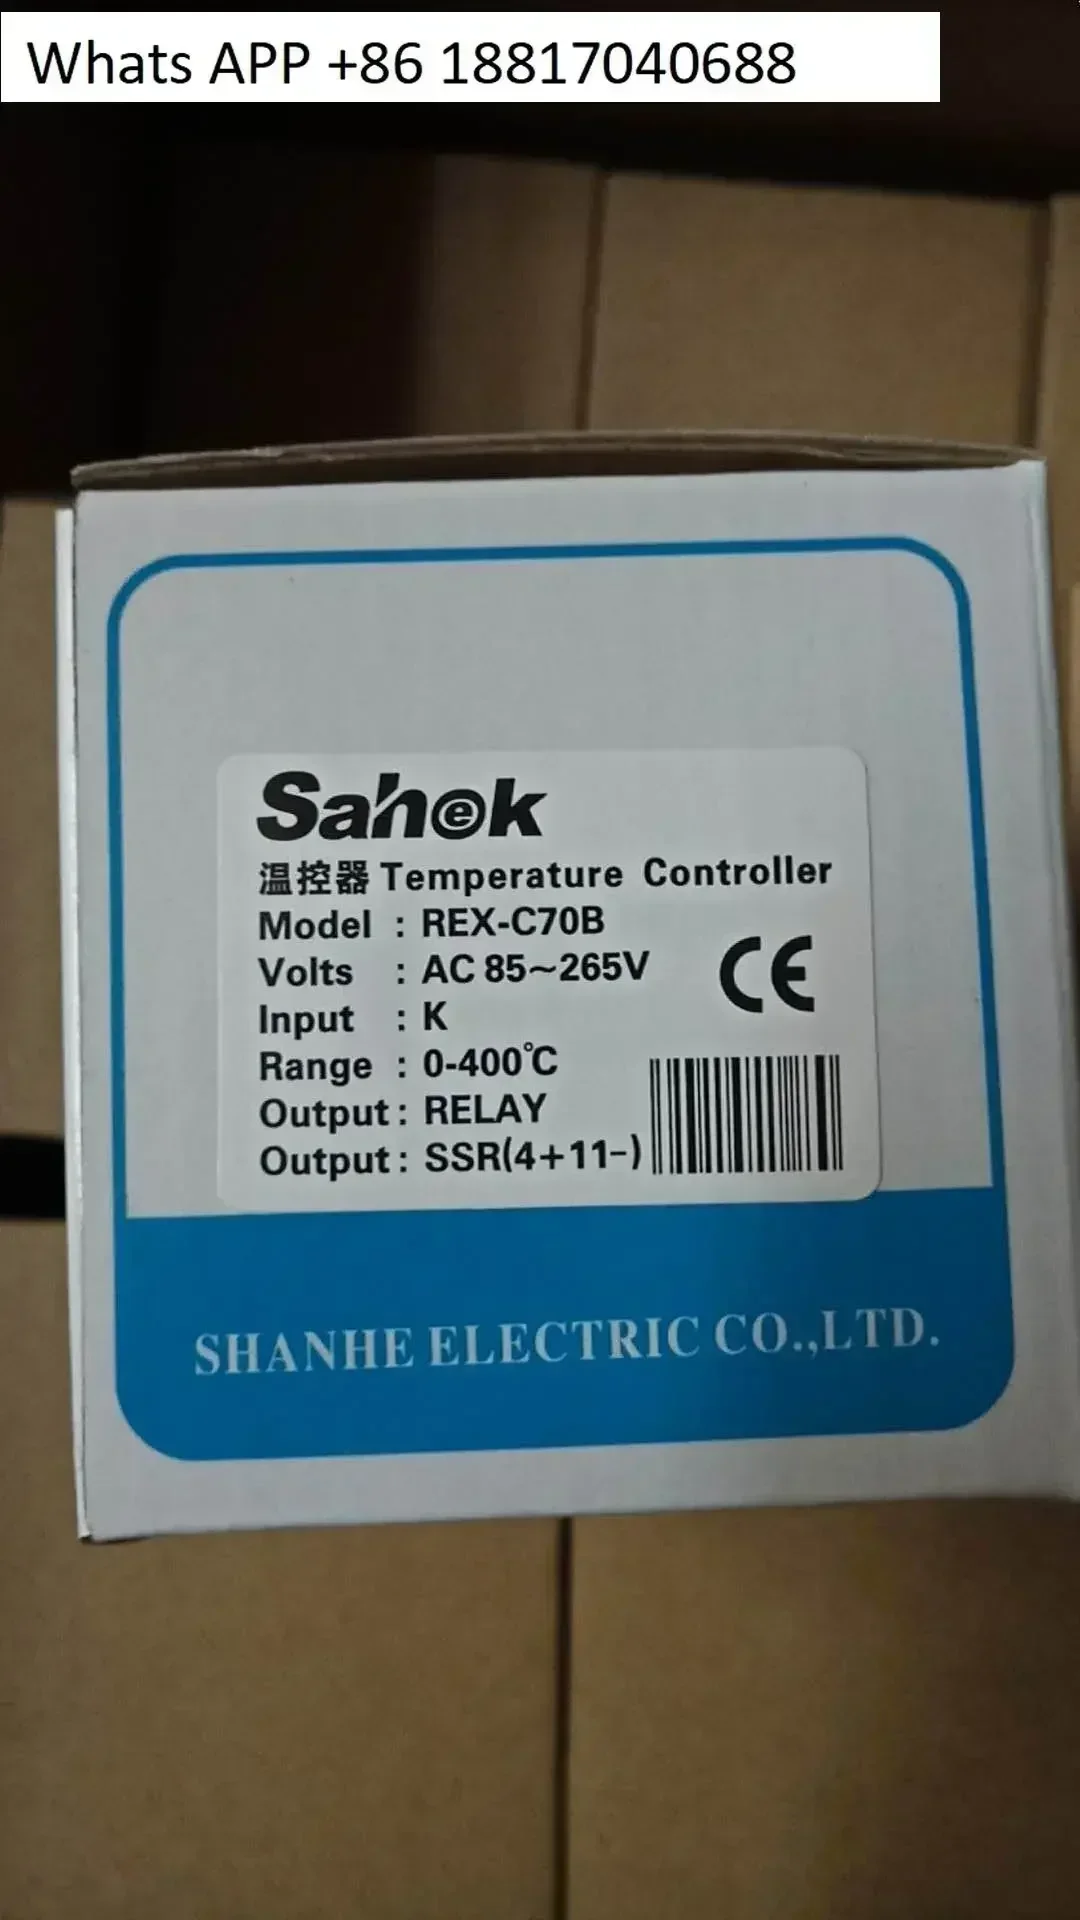 Whats APP +86 18817040688
Sahek
温控器 Temperature Controller
Model : REX-C70B
Volts : AC 85~265V
Input : K
Range : 0-400℃
Output : RELAY
Output : SSR(4+11-)
CE
SHANHE ELECTRIC CO.,LTD.